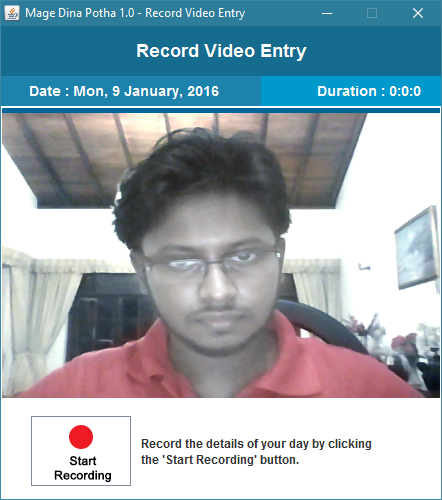 Mage Dina Potha 1.0 - Record Video Entry
Record Video Entry
Date : Mon, 9 January, 2016
Duration : 0:0:0
Start
Recording
Record the details of your day by clicking
the 'Start Recording' button.